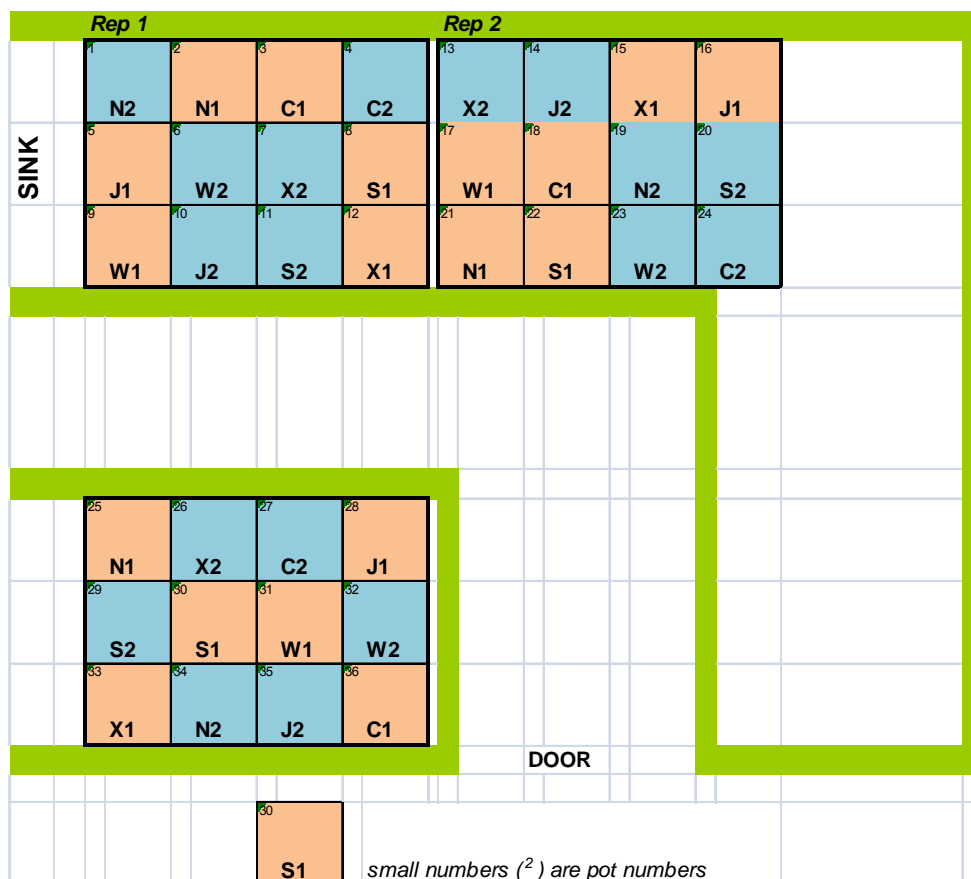 Rep 1 Rep 2
1 2 3 4 13 14 15 16
N2 N1 C1 C2 X2 J2 X1 J1
SINK
5 6 7 8 17 18 19 20
J1 W2 X2 S1 W1 C1 N2 S2
9 10 11 12 21 22 23 24
W1 J2 S2 X1 N1 S1 W2 C2
25 26 27 28
N1 X2 C2 J1
29 30 31 32
S2 S1 W1 W2
33 34 35 36
X1 N2 J2 C1
DOOR
30
S1 small numbers (²) are pot numbers